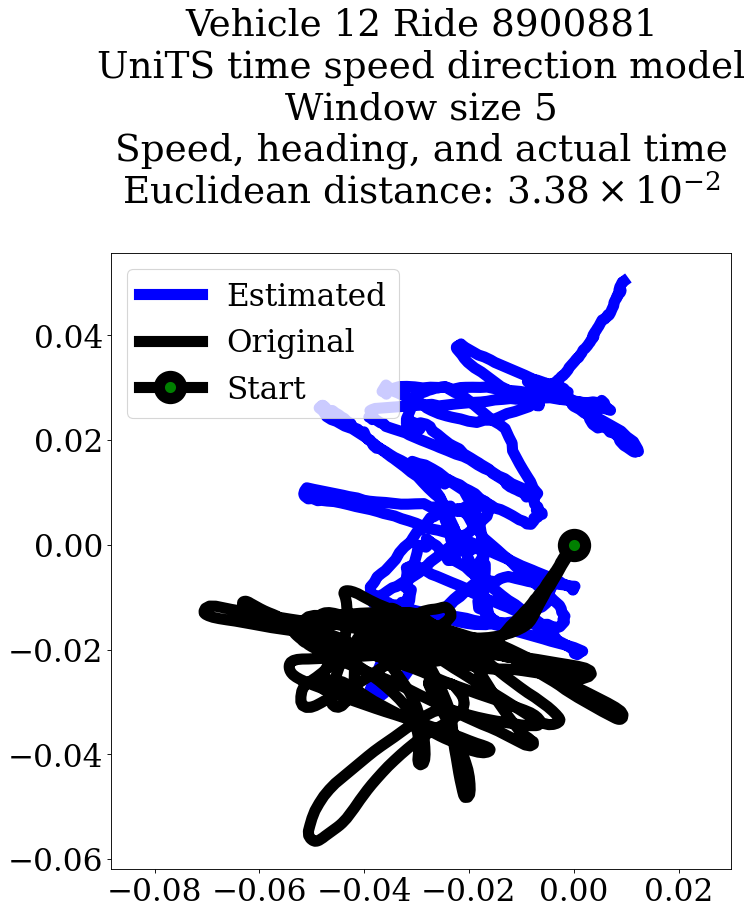 Vehicle 12 Ride 8900881
UniTS time speed direction model
Window size 5
Speed, heading, and actual time
Euclidean distance: 3.38 × 10⁻²
Estimated
Original
Start
0.04
0.02
0.00
−0.02
−0.04
−0.06
−0.08 −0.06 −0.04 −0.02 0.00 0.02